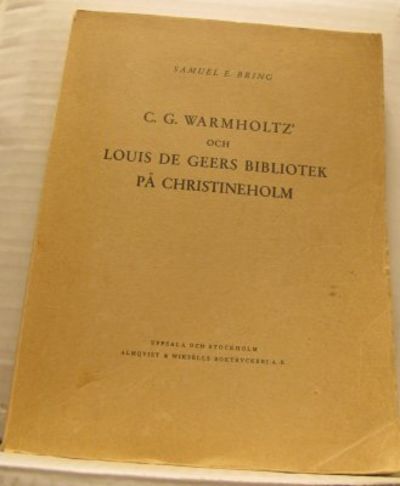 SAMUEL E. BRING
C. G. WARMHOLTZ'
OCH
LOUIS DE GEERS BIBLIOTEK
PÅ CHRISTINEHOLM
UPPSALA OCH STOCKHOLM
ALMQVIST & WIKSELLS BOKTRYCKERI A.-B.